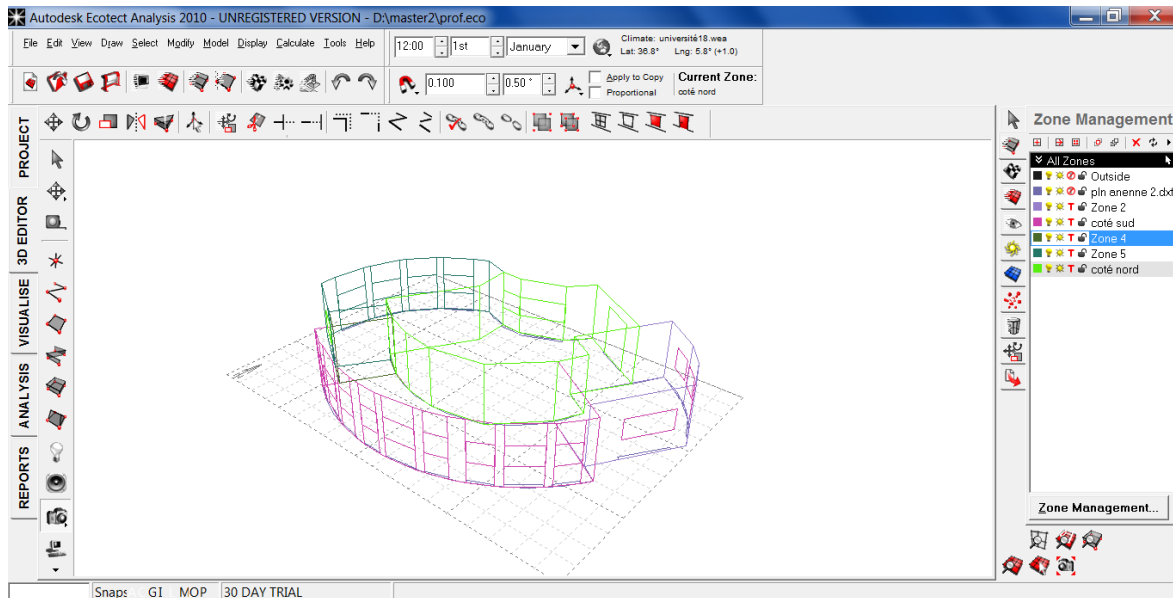 Autodesk Ecotect Analysis 2010 - UNREGISTERED VERSION - D:\master2\prof.eco
File Edit View Draw Select Modify Model Display Calculate Tools Help
12:00 1st January
Climate: université18.wea
Lat: 36.8° Lng: 5.8° (+1.0)
0.100 0.50 °
Apply to Copy
Proportional
Current Zone:
coté nord
PROJECT
3D EDITOR
VISUALISE
ANALYSIS
REPORTS
Zone Management
All Zones
Outside
pln anenne 2.dxf
T Zone 2
T coté sud
T Zone 4
T Zone 5
T coté nord
Zone Management...
Snaps GI MOP 30 DAY TRIAL